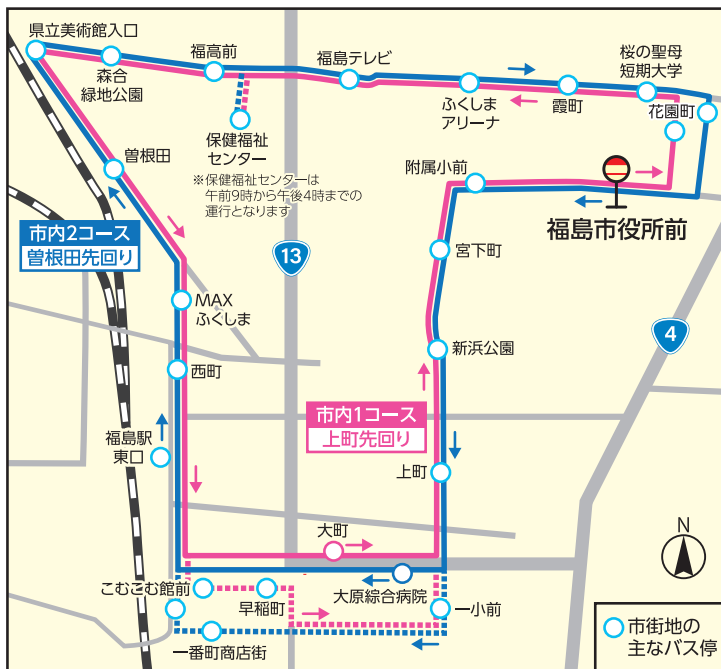 県立美術館入口
森合
緑地公園
福高前
福島テレビ
ふくしま
アリーナ
霞町
桜の聖母
短期大学
花園町
保健福祉
センター
※保健福祉センターは
午前9時から午後4時までの
運行となります
曽根田
附属小前
福島市役所前
市内2コース
曽根田先回り
13
宮下町
MAX
ふくしま
4
新浜公園
西町
市内1コース
上町先回り
福島駅
東口
上町
大町
N
こむこむ館前
早稲町
大原綜合病院
一小前
一番町商店街
市街地の
主なバス停